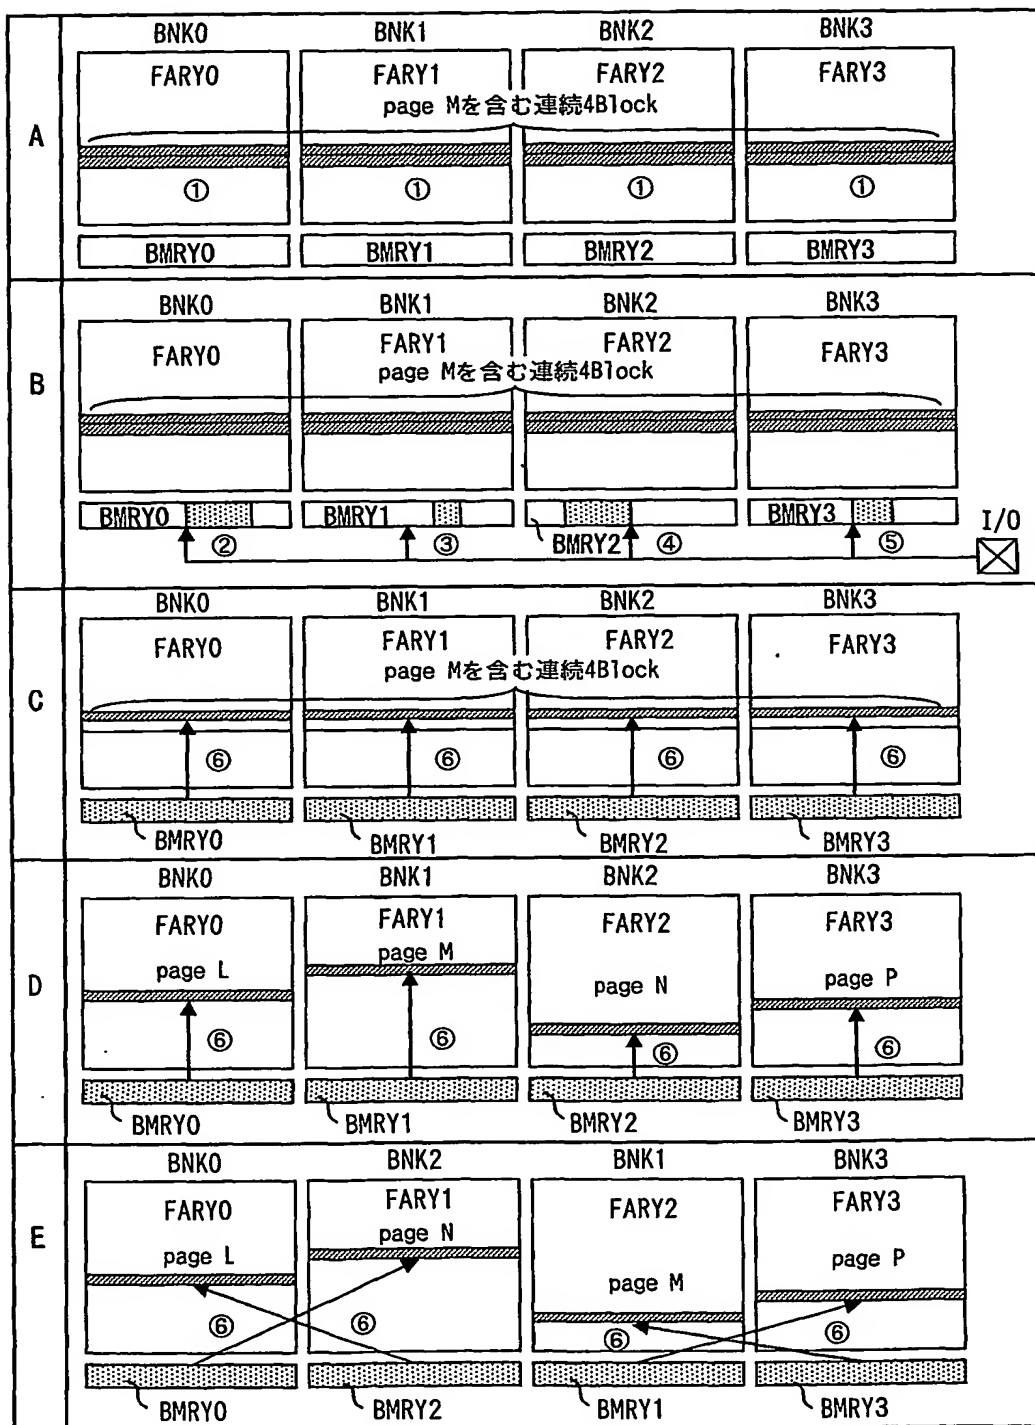 A
BNK0 BNK1 BNK2 BNK3
FARY0 FARY1 FARY2 FARY3
page Mを含む連続4Block
① ① ① ①
BMRY0 BMRY1 BMRY2 BMRY3
B
BNK0 BNK1 BNK2 BNK3
FARY0 FARY1 FARY2 FARY3
page Mを含む連続4Block
BMRY0 BMRY1 BMRY2 BMRY3
② ③ ④ ⑤
I/O
C
BNK0 BNK1 BNK2 BNK3
FARY0 FARY1 FARY2 FARY3
page Mを含む連続4Block
⑥ ⑥ ⑥ ⑥
BMRY0 BMRY1 BMRY2 BMRY3
D
BNK0 BNK1 BNK2 BNK3
FARY0 FARY1 FARY2 FARY3
page L page M page N page P
⑥ ⑥ ⑥ ⑥
BMRY0 BMRY1 BMRY2 BMRY3
E
BNK0 BNK2 BNK1 BNK3
FARY0 FARY1 FARY2 FARY3
page L page N page M page P
⑥ ⑥ ⑥ ⑥
BMRY0 BMRY2 BMRY1 BMRY3